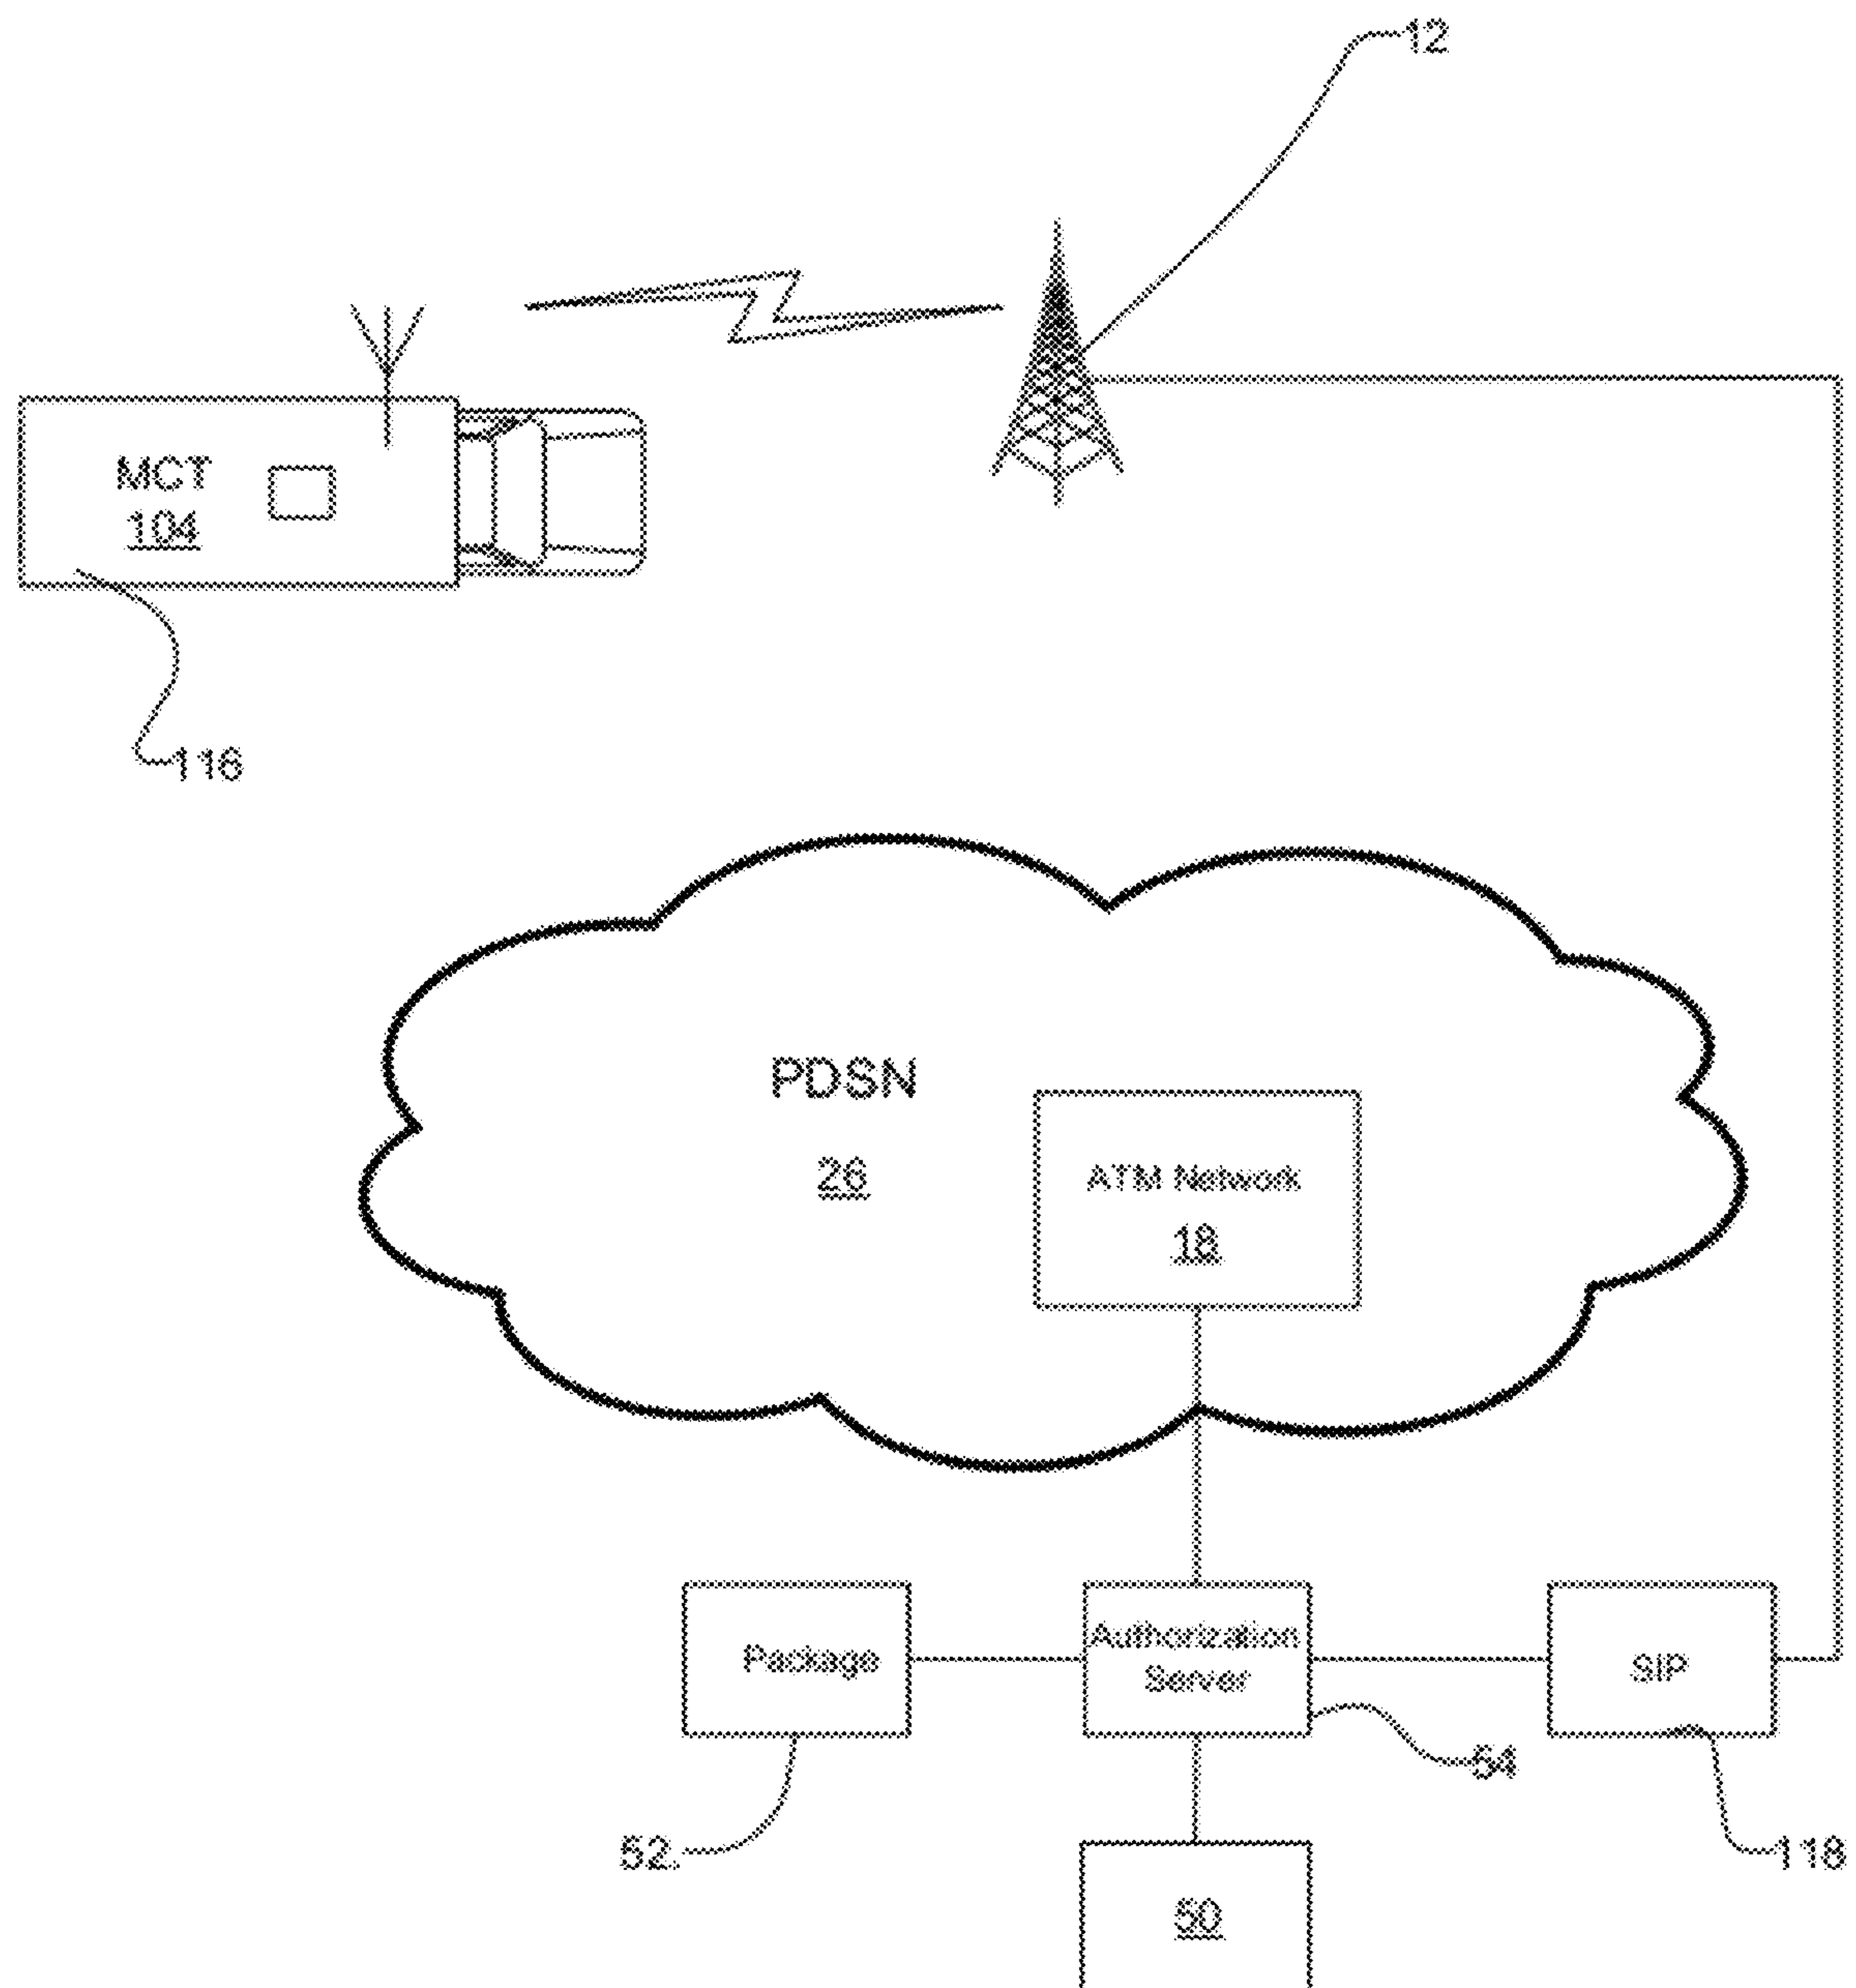 12
MCT
104
116
PDSN
26
ATM Network
18
Package
Authorization
Server
SIP
54
52
118
50